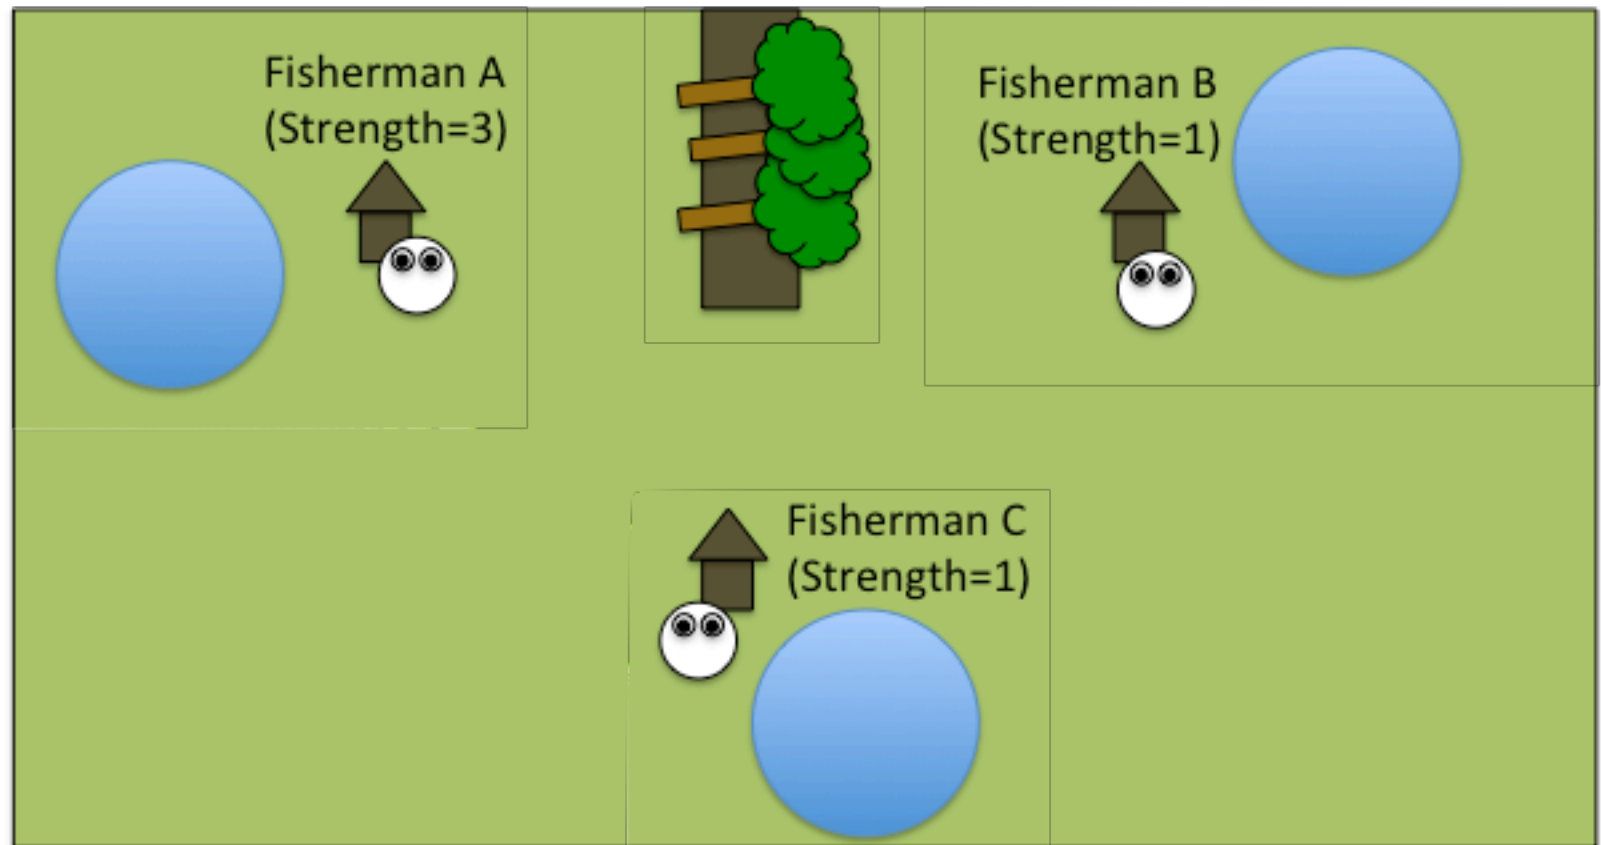 Fisherman A
(Strength=3)
Fisherman B
(Strength=1)
Fisherman C
(Strength=1)